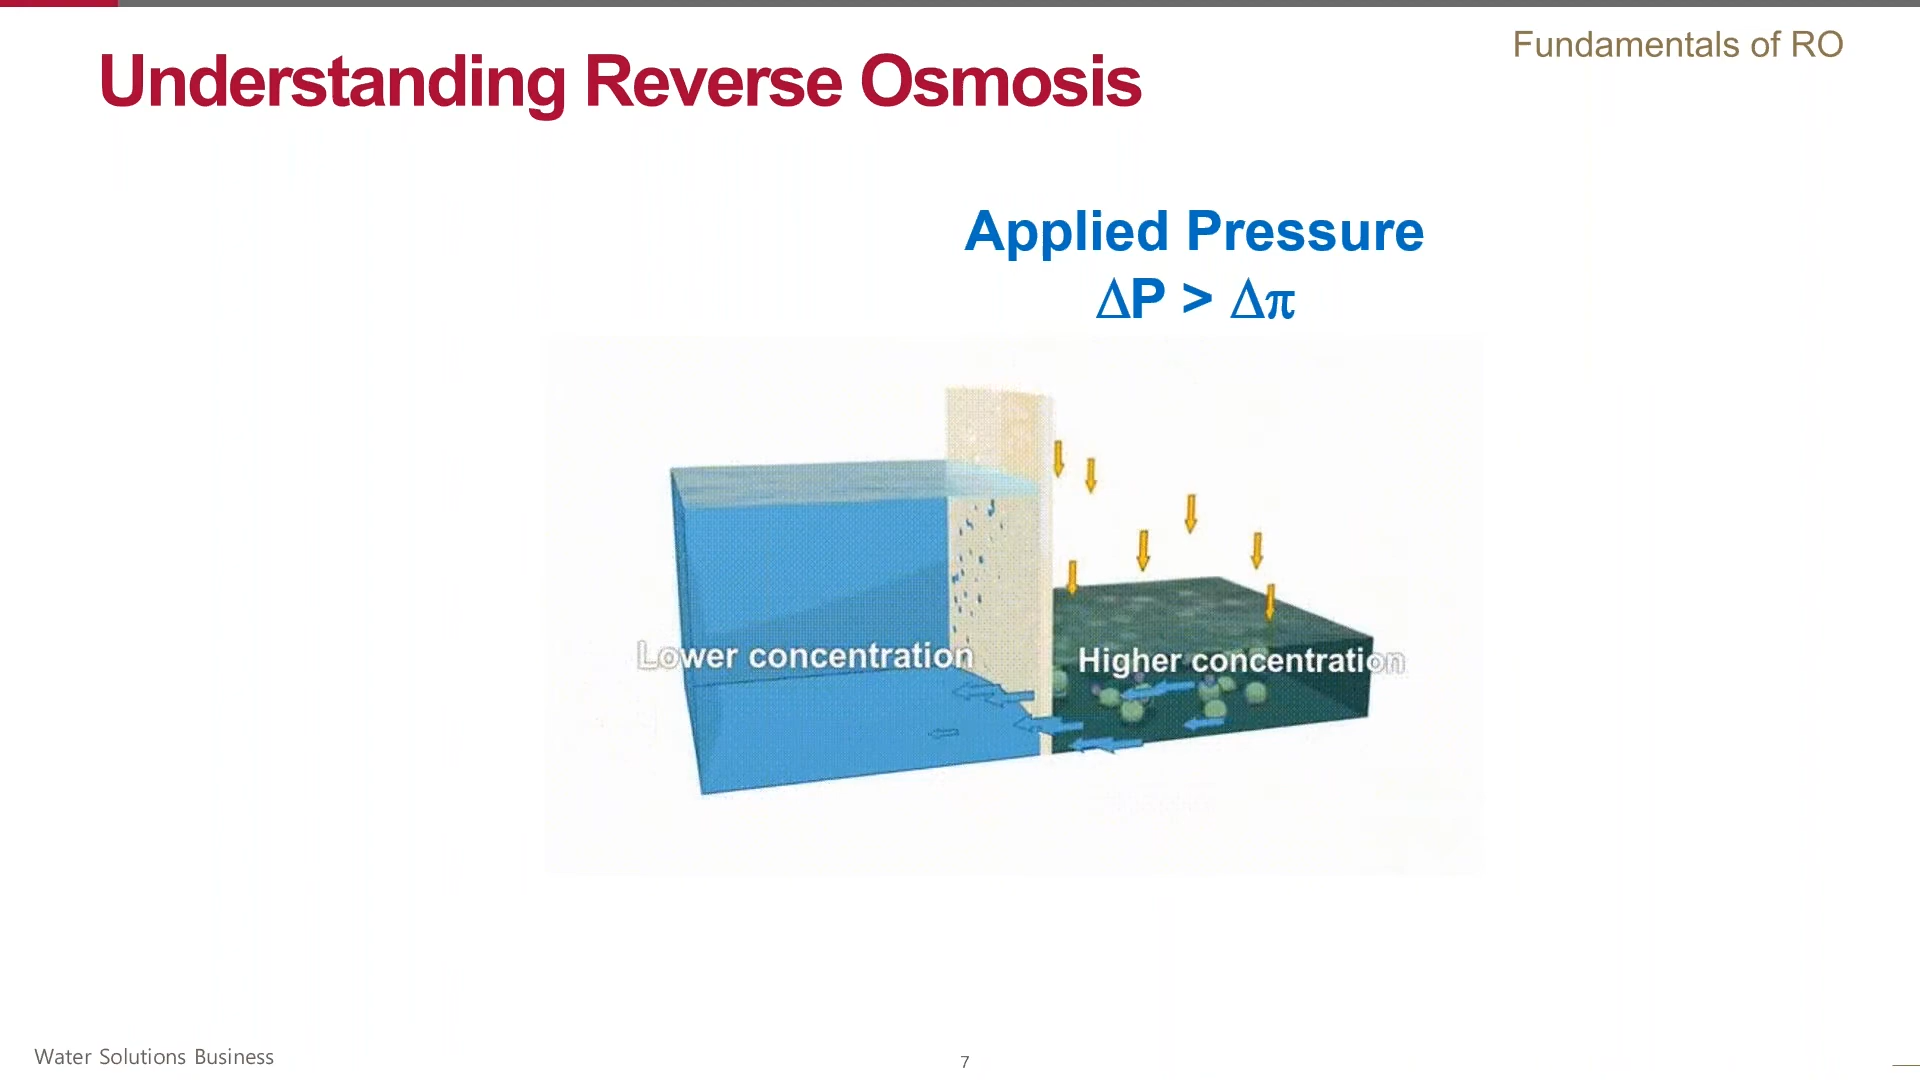 Fundamentals of RO
Understanding Reverse Osmosis
Applied Pressure
ΔP > Δπ
Lower concentration
Higher concentration
Water Solutions Business
7